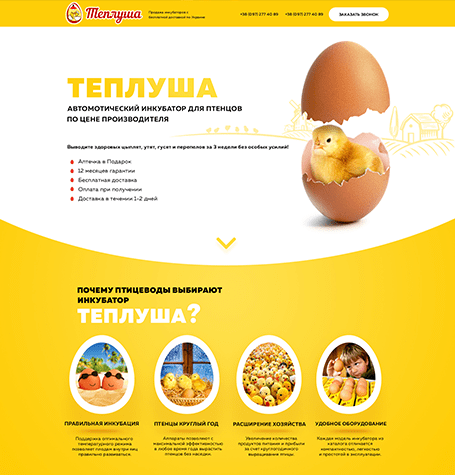 Теплуша
Продажа инкубаторов с
бесплатной доставкой по Украине
+38 (097) 277 40 89
+38 (097) 277 40 89
ЗАКАЗАТЬ ЗВОНОК
ТЕПЛУША
АВТОМОТИЧЕСКИЙ ИНКУБАТОР ДЛЯ ПТЕНЦОВ
ПО ЦЕНЕ ПРОИЗВОДИТЕЛЯ
Выводите здоровых цыплят, утят, гусят и перепелов за 3 недели без особых усилий!
Аптечка в Подарок
12 месяцев гарантии
Бесплатная доставка
Оплата при получении
Доставка в течении 1-2 дней
ПОЧЕМУ ПТИЦЕВОДЫ ВЫБИРАЮТ
ИНКУБАТОР
ТЕПЛУША?
ПРАВИЛЬНАЯ ИНКУБАЦИЯ
Поддержка оптимального
температурного режима
позволяет плодам внутри яиц
правильно развиваться.
ПТЕНЦЫ КРУГЛЫЙ ГОД
Аппараты позволяют с
максимальной эффективностью
в любое время года вырастить
птенцов без наседки.
РАСШИРЕНИЕ ХОЗЯЙСТВА
Увеличение количества
продуктов питания и прибыли
за счет круглогодичного
выращивания птицы
УДОБНОЕ ОБОРУДОВАНИЕ
Каждая модель инкубатора из
каталога отличается
компактностью, легкостью
и простотой в эксплуатации.